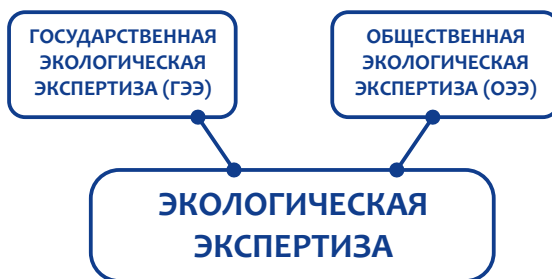 ГОСУДАРСТВЕННАЯ
ЭКОЛОГИЧЕСКАЯ
ЭКСПЕРТИЗА (ГЭЭ)
ОБЩЕСТВЕННАЯ
ЭКОЛОГИЧЕСКАЯ
ЭКСПЕРТИЗА (ОЭЭ)
ЭКОЛОГИЧЕСКАЯ
ЭКСПЕРТИЗА